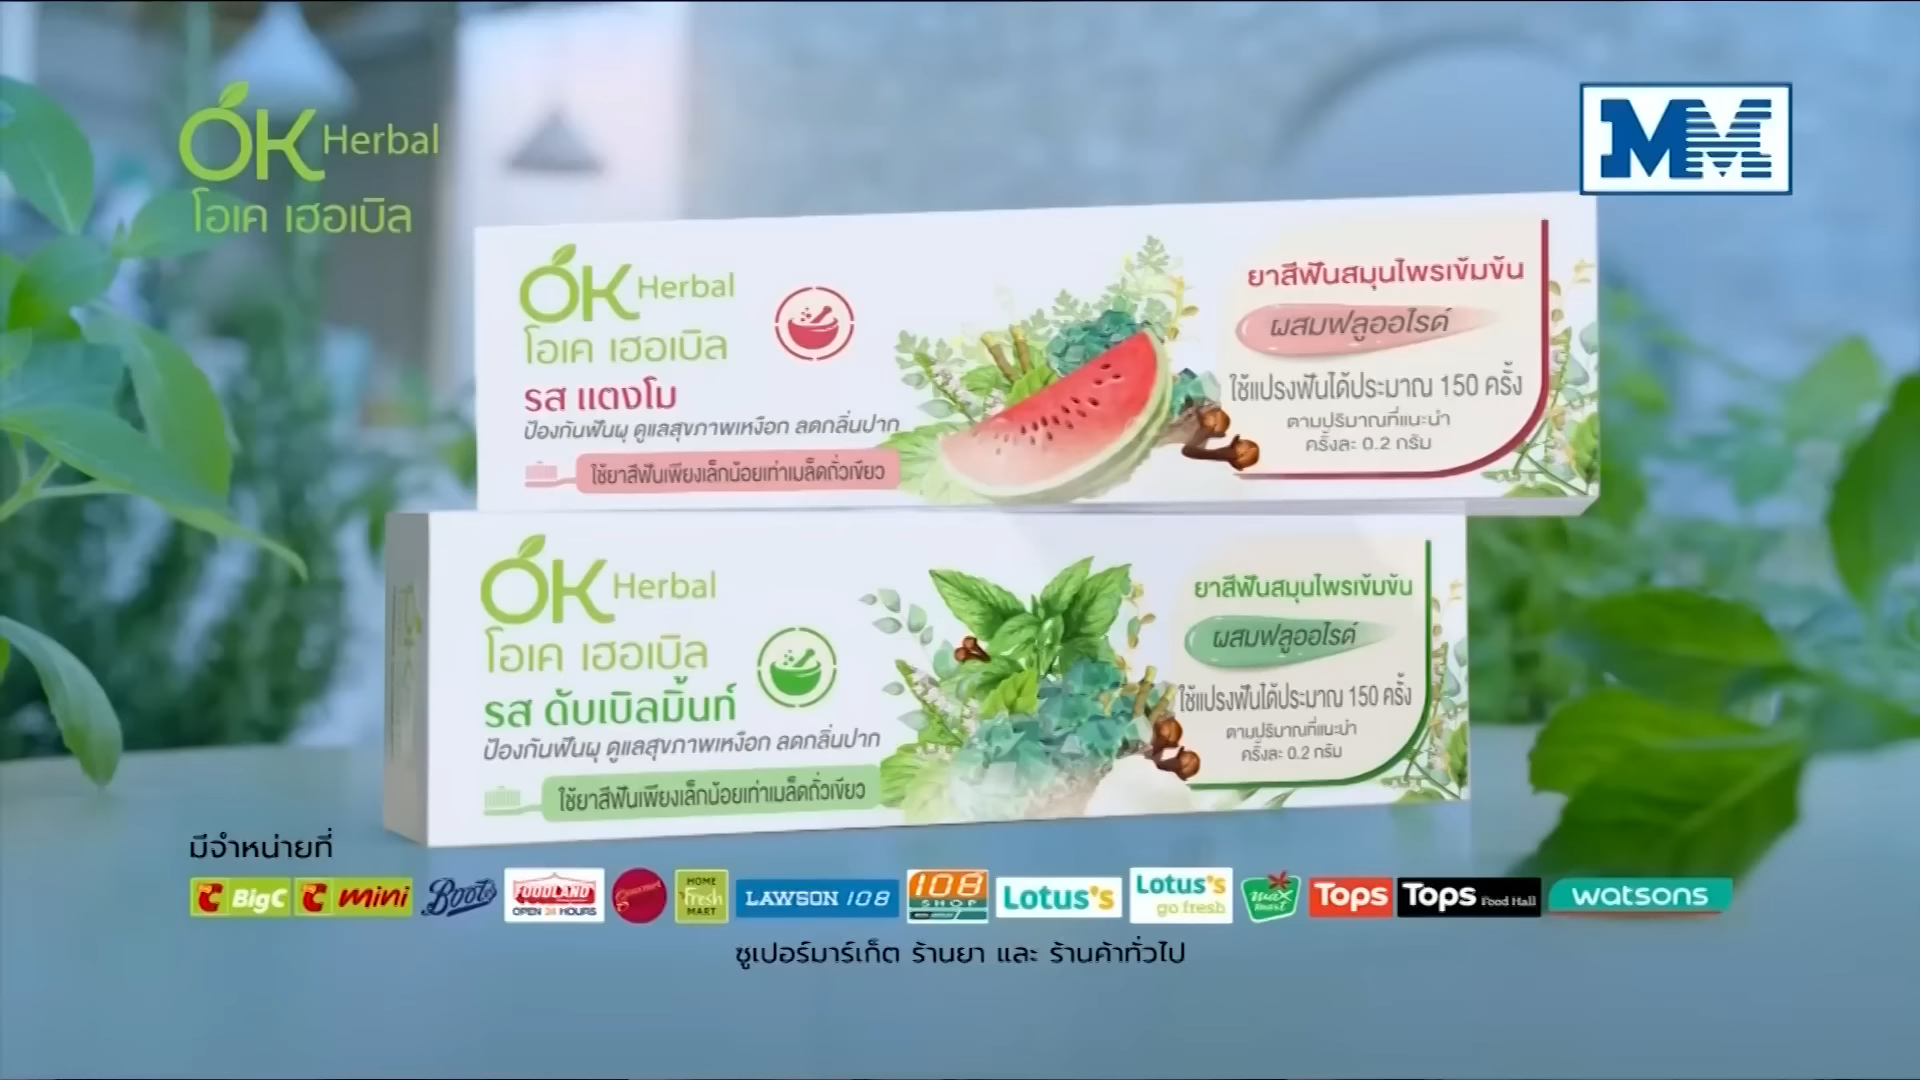 OK Herbal
โอเค เฮอเบิล
MM
OK Herbal
โอเค เฮอเบิล
รส แตงโม
ป้องกันฟันผุ ดูแลสุขภาพเหงือก ลดกลิ่นปาก
ใช้ยาสีฟันเพียงเล็กน้อยเท่าเมล็ดถั่วเขียว
ยาสีฟันสมุนไพรเข้มข้น
ผสมฟลูออไรด์
ใช้แปรงฟันได้ประมาณ 150 ครั้ง
ตามปริมาณที่แนะนำ
ครั้งละ 0.2 กรัม
OK Herbal
โอเค เฮอเบิล
รส ดับเบิลมิ้นท์
ป้องกันฟันผุ ดูแลสุขภาพเหงือก ลดกลิ่นปาก
ใช้ยาสีฟันเพียงเล็กน้อยเท่าเมล็ดถั่วเขียว
ยาสีฟันสมุนไพรเข้มข้น
ผสมฟลูออไรด์
ใช้แปรงฟันได้ประมาณ 150 ครั้ง
ตามปริมาณที่แนะนำ
ครั้งละ 0.2 กรัม
มีจำหน่ายที่
Big C BigC Big C mini Boots FOODLAND OPEN 24 HOURS Gourmet HOME fresh MART LAWSON 108 108 SHOP Lotus's Lotus's go fresh max mart Tops Tops Food Hall watsons
ซูเปอร์มาร์เก็ต ร้านยา และ ร้านค้าทั่วไป